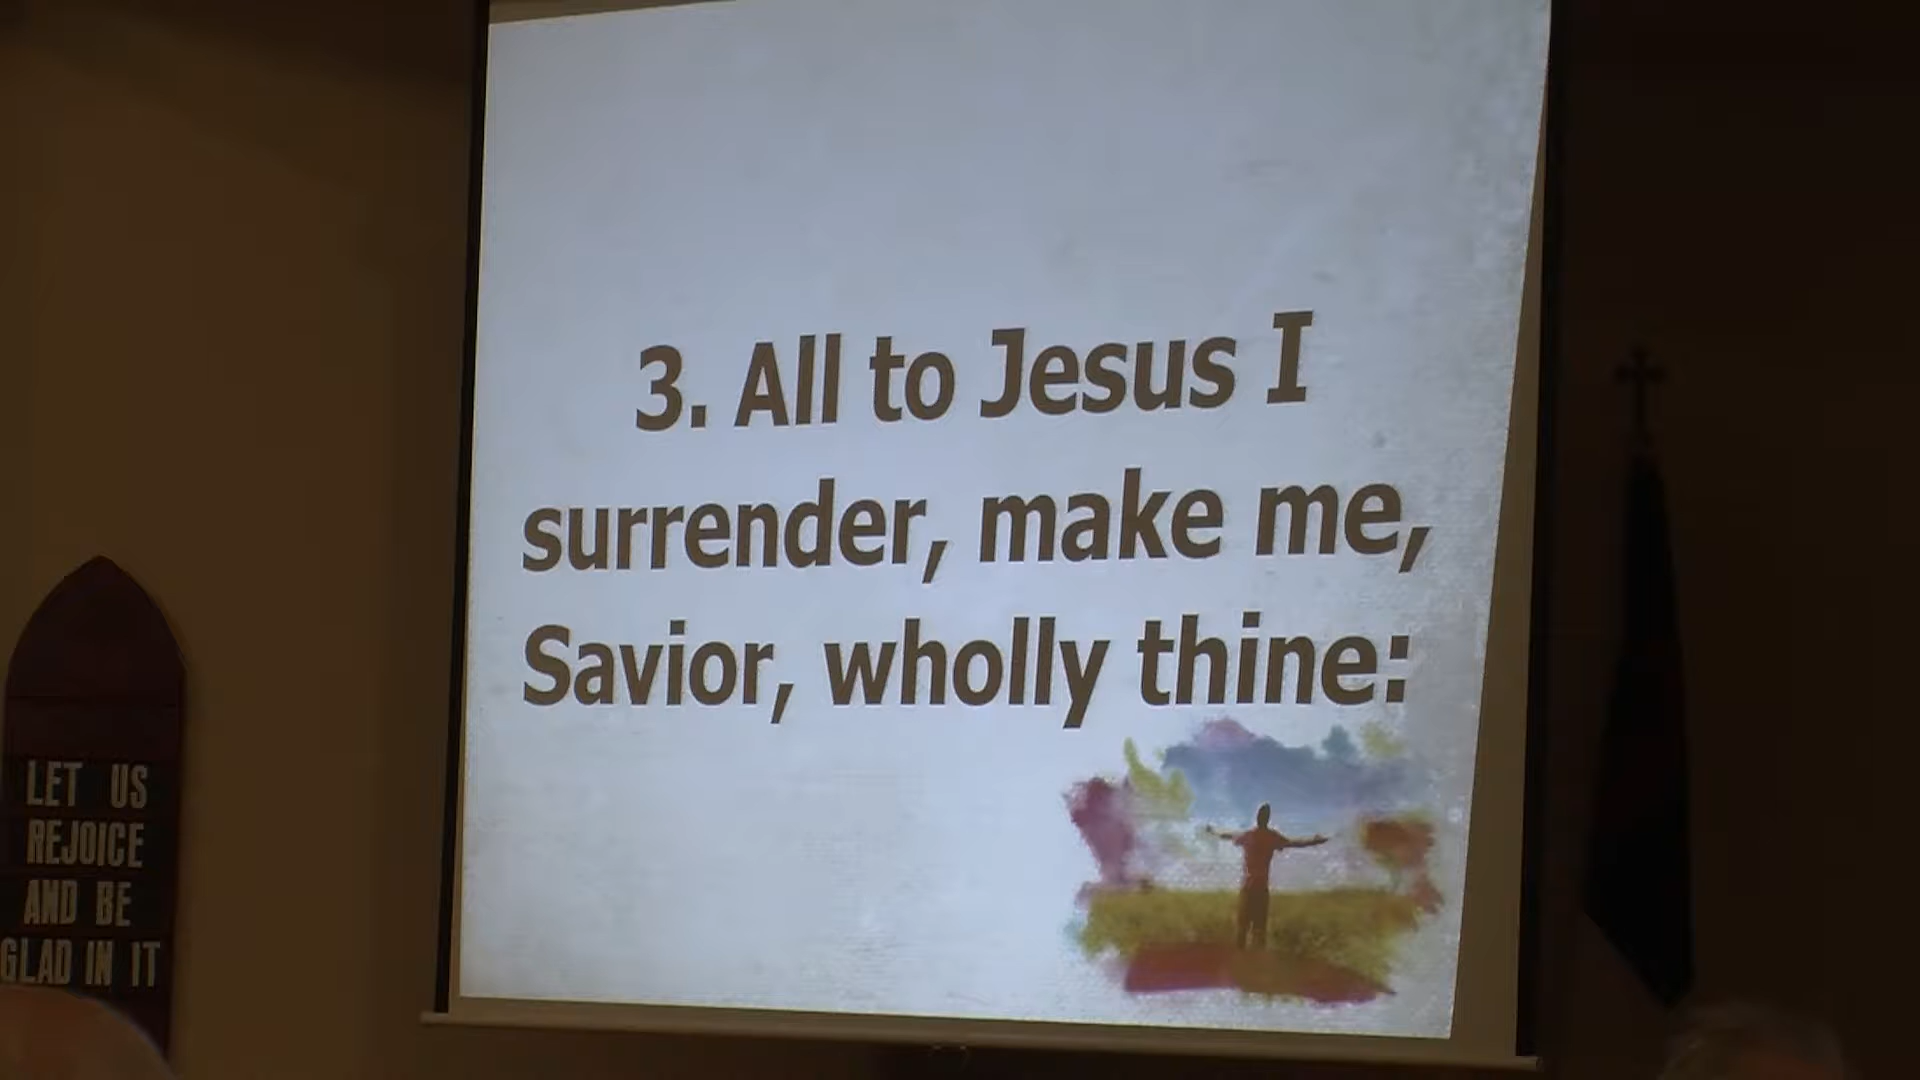 3. All to Jesus I
surrender, make me,
Savior, wholly thine:
LET US
REJOICE
AND BE
GLAD IN IT